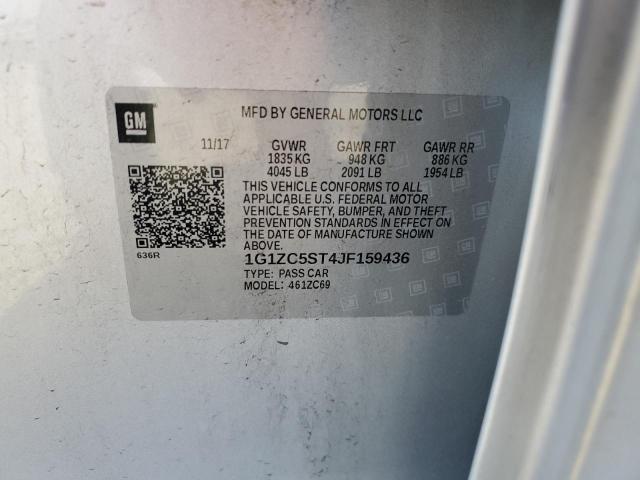 GM
MFD BY GENERAL MOTORS LLC
11/17 GVWR GAWR FRT GAWR RR
1835 KG 948 KG 886 KG
4045 LB 2091 LB 1954 LB
THIS VEHICLE CONFORMS TO ALL
APPLICABLE U.S. FEDERAL MOTOR
VEHICLE SAFETY, BUMPER, AND THEFT
PREVENTION STANDARDS IN EFFECT ON
THE DATE OF MANUFACTURE SHOWN
ABOVE.
636R
1G1ZC5ST4JF159436
TYPE: PASS CAR
MODEL: 461ZC69